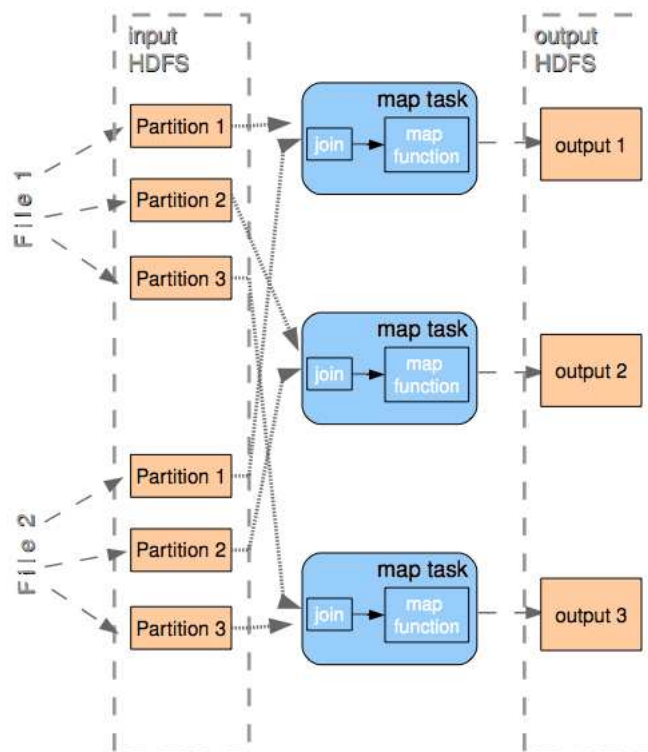 input
HDFS
File 1
Partition 1
Partition 2
Partition 3
File 2
Partition 1
Partition 2
Partition 3
map task
join
map
function
map task
join
map
function
map task
join
map
function
output
HDFS
output 1
output 2
output 3